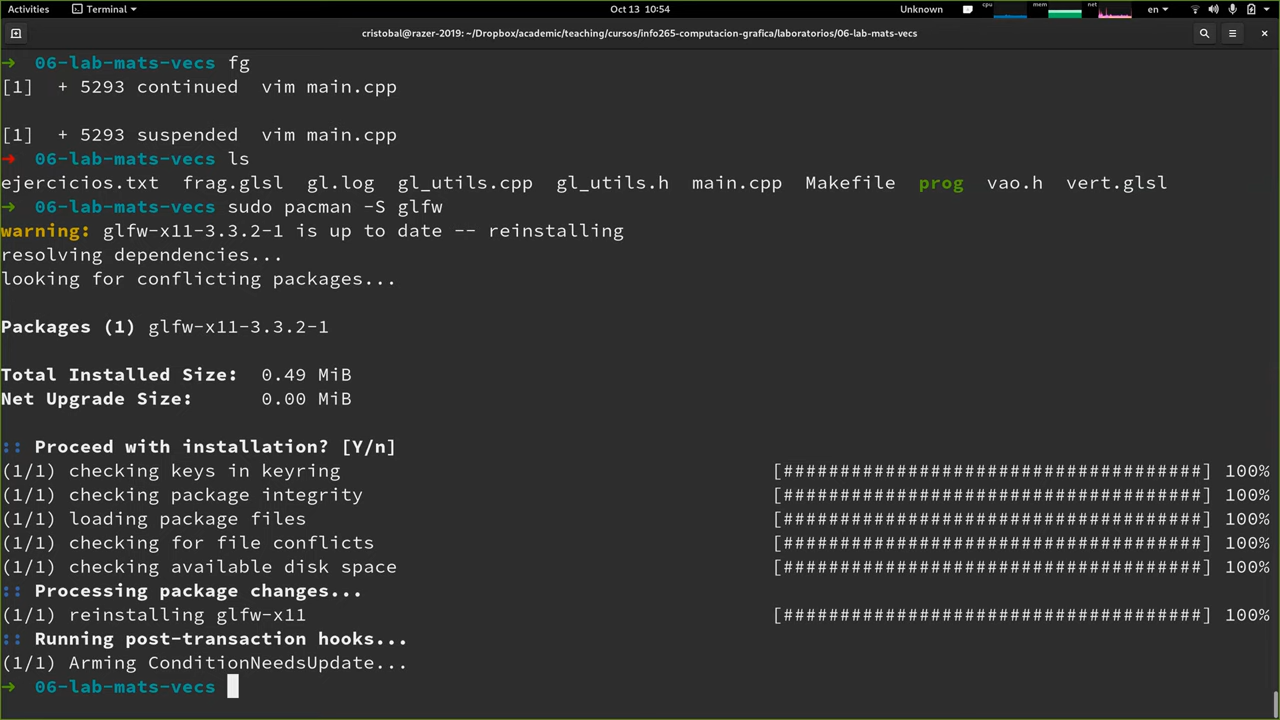 Activities Terminal Oct 13 10:54 Unknown cpu mem net en
cristobal@razer-2019: ~/Dropbox/academic/teaching/cursos/info265-computacion-grafica/laboratorios/06-lab-mats-vecs
→ 06-lab-mats-vecs fg
[1]  + 5293 continued  vim main.cpp
[1]  + 5293 suspended  vim main.cpp
→ 06-lab-mats-vecs ls
ejercicios.txt  frag.glsl  gl.log  gl_utils.cpp  gl_utils.h  main.cpp  Makefile  prog  vao.h  vert.glsl
→ 06-lab-mats-vecs sudo pacman -S glfw
warning: glfw-x11-3.3.2-1 is up to date -- reinstalling
resolving dependencies...
looking for conflicting packages...
Packages (1) glfw-x11-3.3.2-1
Total Installed Size:  0.49 MiB
Net Upgrade Size:      0.00 MiB
:: Proceed with installation? [Y/n]
(1/1) checking keys in keyring [#####################################] 100%
(1/1) checking package integrity [#####################################] 100%
(1/1) loading package files [#####################################] 100%
(1/1) checking for file conflicts [#####################################] 100%
(1/1) checking available disk space [#####################################] 100%
:: Processing package changes...
(1/1) reinstalling glfw-x11 [#####################################] 100%
:: Running post-transaction hooks...
(1/1) Arming ConditionNeedsUpdate...
→ 06-lab-mats-vecs